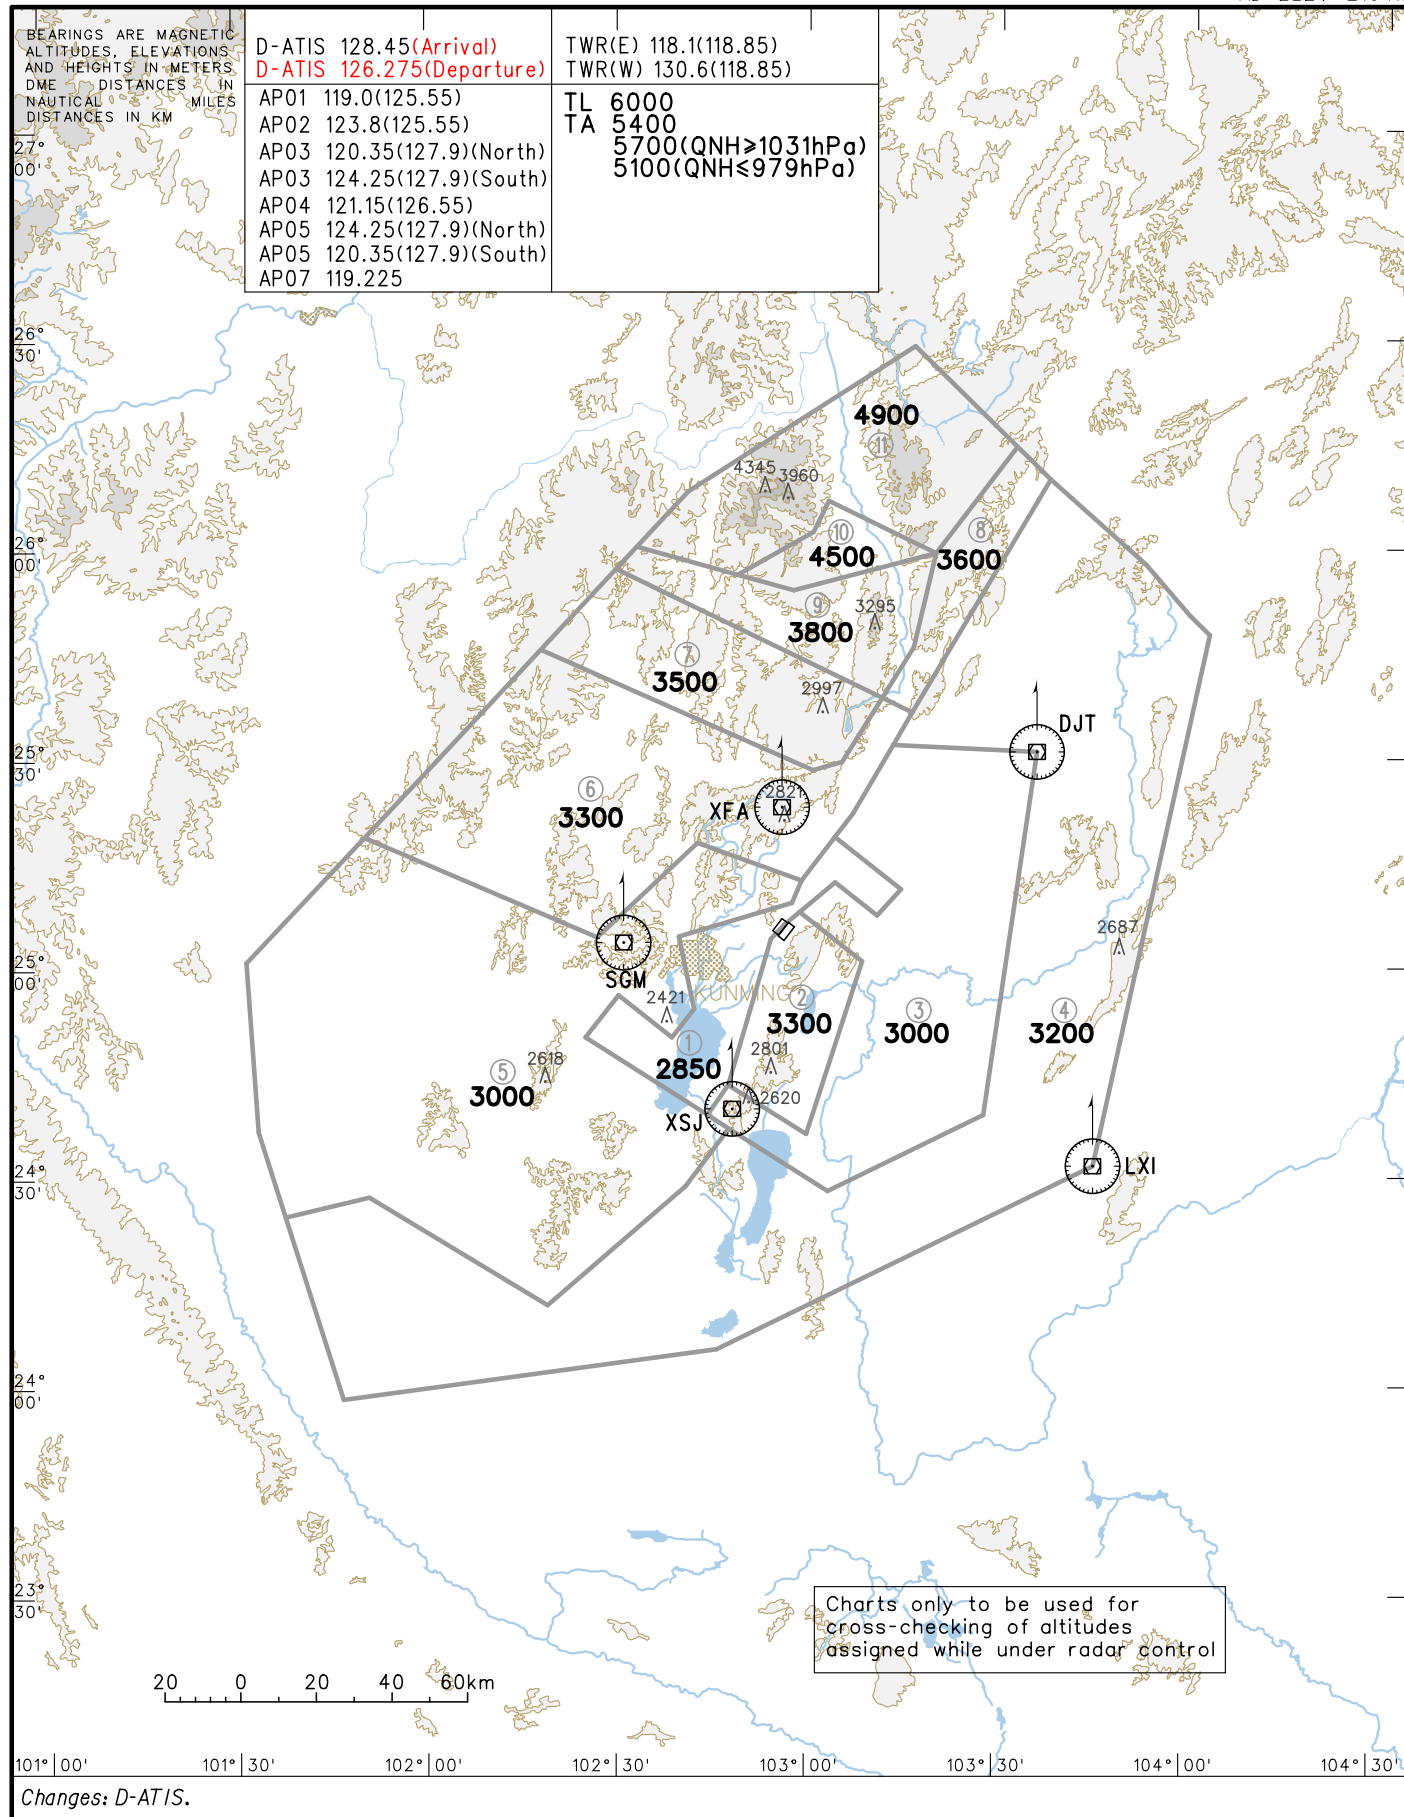 BEARINGS ARE MAGNETIC
ALTITUDES, ELEVATIONS
AND HEIGHTS IN METERS
DME DISTANCES IN
NAUTICAL MILES
DISTANCES IN KM
D-ATIS 128.45(Arrival)
D-ATIS 126.275(Departure)
TWR(E) 118.1(118.85)
TWR(W) 130.6(118.85)
AP01 119.0(125.55)
AP02 123.8(125.55)
AP03 120.35(127.9)(North)
AP03 124.25(127.9)(South)
AP04 121.15(126.55)
AP05 124.25(127.9)(North)
AP05 120.35(127.9)(South)
AP07 119.225
TL 6000
TA 5400
5700(QNH≥1031hPa)
5100(QNH≤979hPa)
27°
00'
26°
30'
4900
⑪
4345
3960
26°
00'
⑩
4500
⑧
3600
⑨
3800
3295
⑦
3500
2997
DJT
25°
30'
⑥
3300
XFA
2821
2687
25°
00'
SGM
KUNMING
2421
②
3300
③
3000
④
3200
①
2850
2801
2618
⑤
3000
2620
XSJ
LXI
24°
30'
24°
00'
23°
30'
Charts only to be used for
cross-checking of altitudes
assigned while under radar control
20 0 20 40 60km
101°00' 101°30' 102°00' 102°30' 103°00' 103°30' 104°00' 104°30'
Changes: D-ATIS.